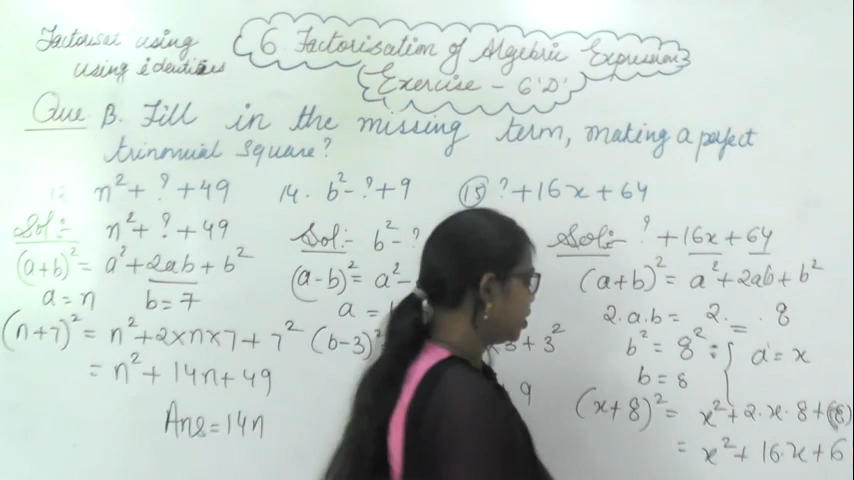 Factorise using
using identities
6 Factorisation of Algebric Expressions
Exercise - 6'D'
Que B. Fill in the missing term, making a perfect
trinomial square?
13. n² + ? + 49
14. b² - ? + 9
15 ? + 16x + 64
Sol:- n² + ? + 49
(a+b)² = a² + 2ab + b²
a = n b = 7
(n+7)² = n² + 2×n×7 + 7²
= n² + 14n + 49
Ans = 14n
Sol:- b² - ?
(a-b)² = a² -
a =
(b-3)²
×3 + 3²
9
Sol:- ? + 16x + 64
(a+b)² = a² + 2ab + b²
2.a.b = 2. _ . 8
b² = 8²
a = x
b = 8
(x+8)² = x² + 2.x.8 + (8)
= x² + 16.x + 6